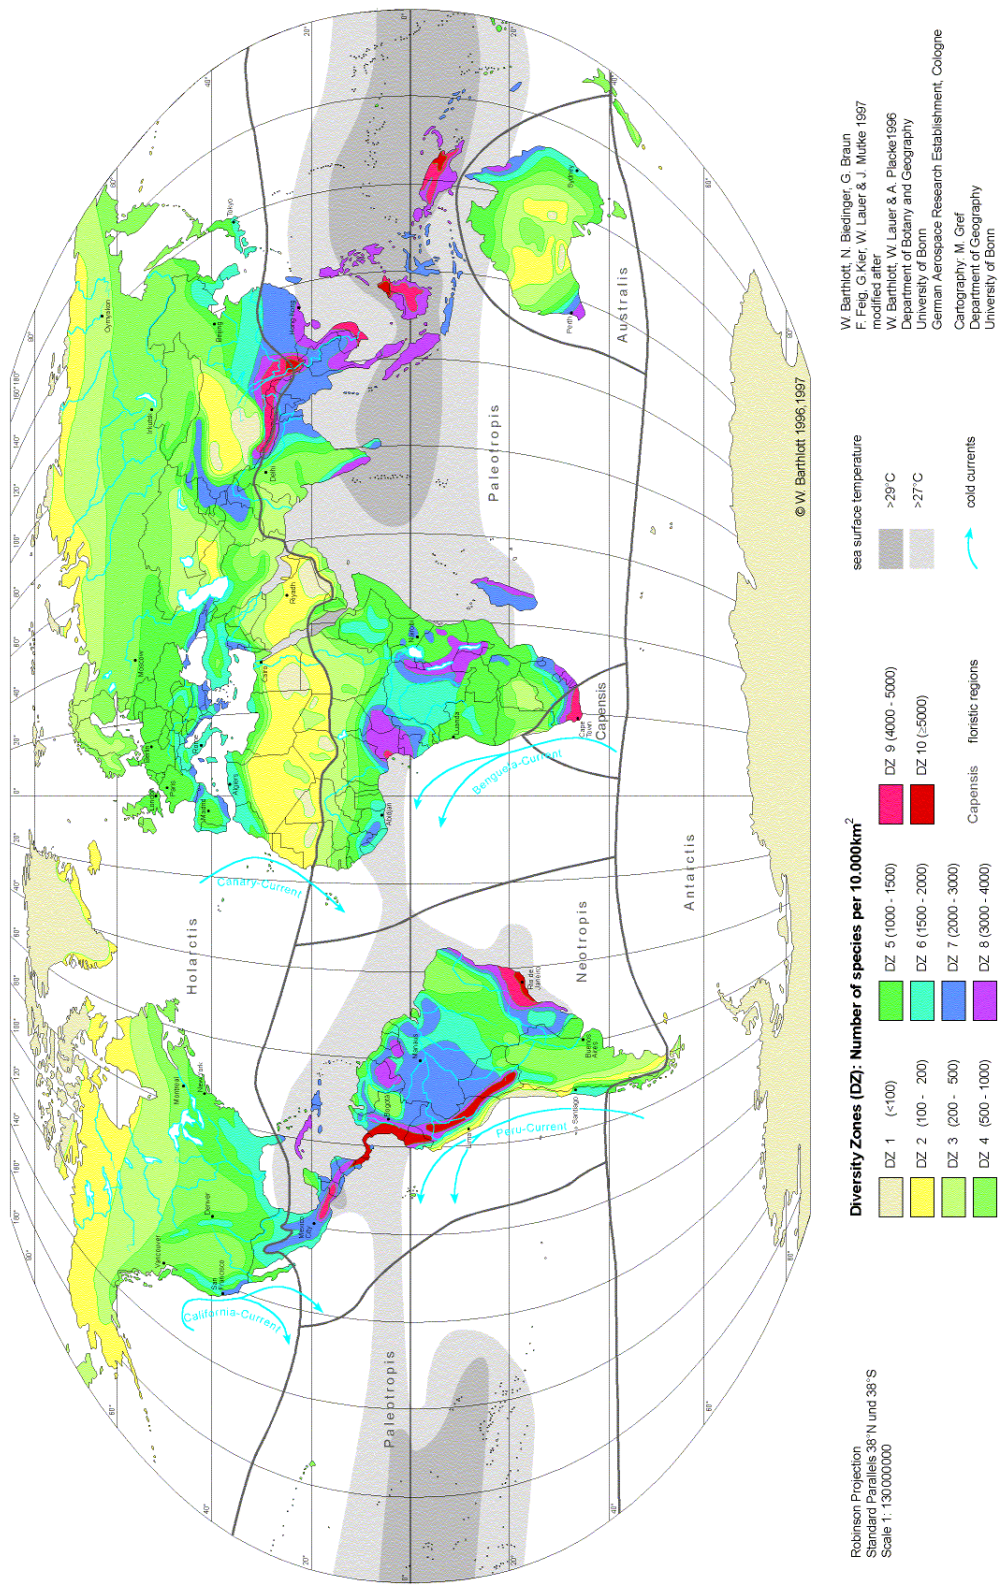 Holarctis
Paleotropis
Neotropis
Paleotropis
Australis
Capensis
Antarctis
California-Current
Canary-Current
Peru-Current
Benguela-Current
Vancouver
San
Francisco
Denver
Montreal
New York
Mexico
City
Bogota
Manaus
Lima
Rio de
Janeiro
Santiago
Buenos
Aires
London
Paris
Berlin
Madrid
Rome
Algiers
Moscow
Cairo
Riyadh
Abidjan
Luanda
Nairobi
Cape
Town
Irkutsk
Oymyakon
Beijing
Tokyo
Delhi
Hong Kong
Perth
Sydney
© W. Barthlott 1996,1997
Robinson Projection
Standard Parallels 38°N und 38°S
Scale 1: 130000000
Diversity Zones (DZ): Number of species per 10.000km²
DZ 1 (<100)
DZ 2 (100 - 200)
DZ 3 (200 - 500)
DZ 4 (500 - 1000)
DZ 5 (1000 - 1500)
DZ 6 (1500 - 2000)
DZ 7 (2000 - 3000)
DZ 8 (3000 - 4000)
DZ 9 (4000 - 5000)
DZ 10 (≥5000)
Capensis floristic regions
sea surface temperature
>29°C
>27°C
cold currents
W. Barthlott, N. Biedinger, G. Braun
F. Feig, G. Kier, W. Lauer & J. Mutke 1997
modified after
W. Barthlott, W. Lauer & A. Placke1996
Department of Botany and Geography
University of Bonn
German Aerospace Research Establishment, Cologne
Cartography: M. Gref
Department of Geography
University of Bonn